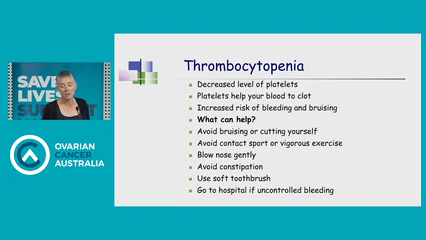 SAVE
LIVES
SUPPORT
OVARIAN
CANCER
AUSTRALIA
Thrombocytopenia
Decreased level of platelets
Platelets help your blood to clot
Increased risk of bleeding and bruising
What can help?
Avoid bruising or cutting yourself
Avoid contact sport or vigorous exercise
Blow nose gently
Avoid constipation
Use soft toothbrush
Go to hospital if uncontrolled bleeding